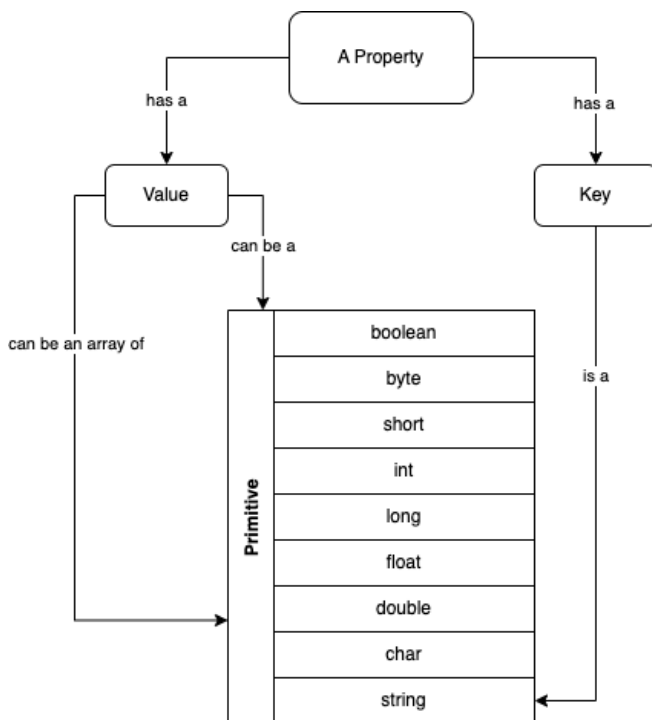 A Property
has a
has a
Value
Key
can be a
can be an array of
boolean
byte
is a
short
int
long
Primitive
float
double
char
string